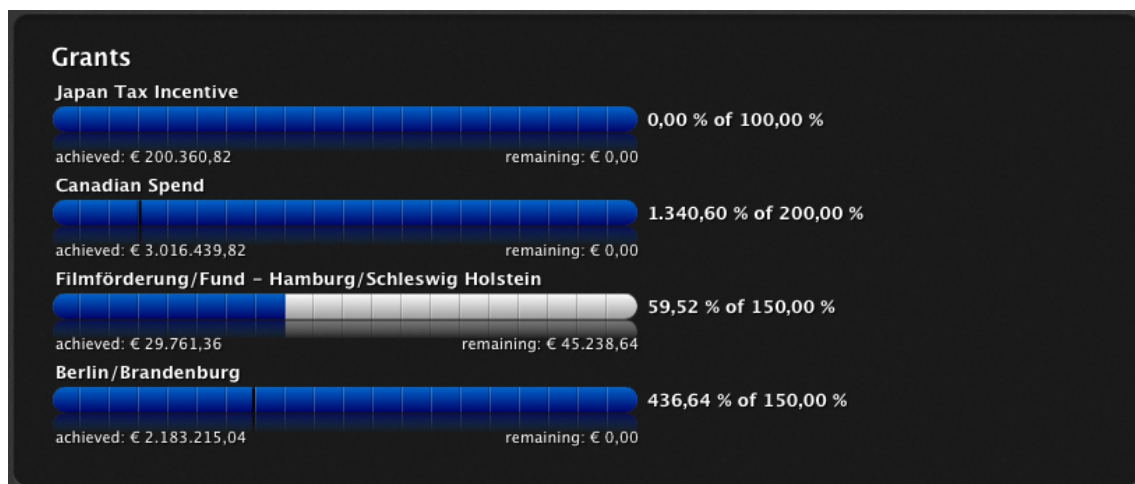 Grants
Japan Tax Incentive
0,00 % of 100,00 %
achieved: € 200.360,82 remaining: € 0,00
Canadian Spend
1.340,60 % of 200,00 %
achieved: € 3.016.439,82 remaining: € 0,00
Filmförderung/Fund – Hamburg/Schleswig Holstein
59,52 % of 150,00 %
achieved: € 29.761,36 remaining: € 45.238,64
Berlin/Brandenburg
436,64 % of 150,00 %
achieved: € 2.183.215,04 remaining: € 0,00